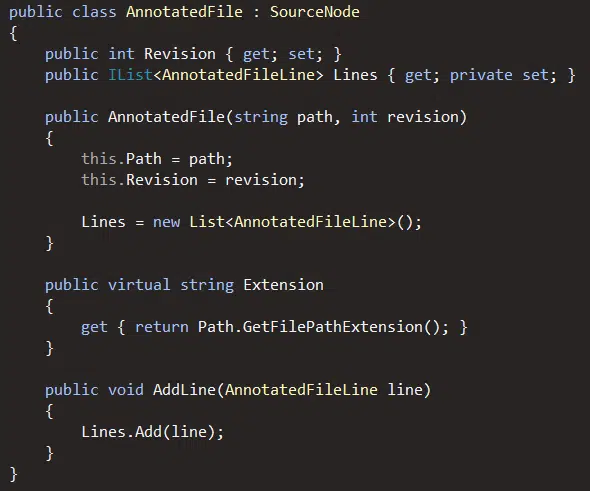 public class AnnotatedFile : SourceNode
{
    public int Revision { get; set; }
    public IList<AnnotatedFileLine> Lines { get; private set; }

    public AnnotatedFile(string path, int revision)
    {
        this.Path = path;
        this.Revision = revision;

        Lines = new List<AnnotatedFileLine>();
    }

    public virtual string Extension
    {
        get { return Path.GetFilePathExtension(); }
    }

    public void AddLine(AnnotatedFileLine line)
    {
        Lines.Add(line);
    }
}